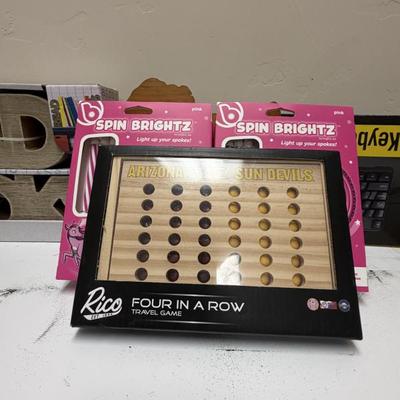 b pink
SPIN BRIGHTZ
Light up your spokes!
b pink
SPIN BRIGHTZ
Light up your spokes!
Keyb
ARIZONA SUN DEVILS
Rico
FOUR IN A ROW
TRAVEL GAME